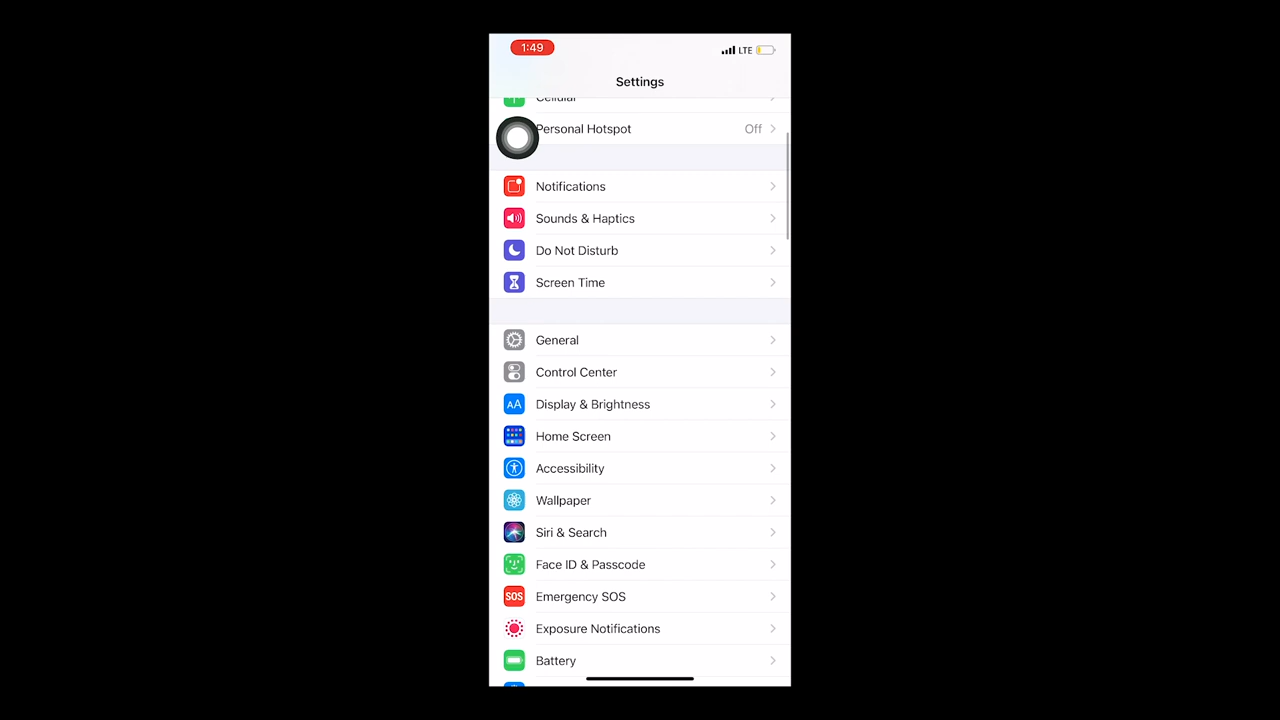 1:49
LTE
Settings
Cellular
Personal Hotspot Off
Notifications
Sounds & Haptics
Do Not Disturb
Screen Time
General
Control Center
AA Display & Brightness
Home Screen
Accessibility
Wallpaper
Siri & Search
Face ID & Passcode
SOS Emergency SOS
Exposure Notifications
Battery